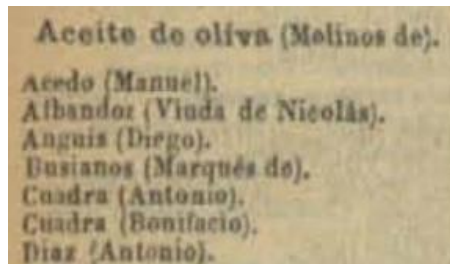 Aceite de oliva (Molinos de).
Acedo (Manuel).
Albandoz (Viuda de Nicolás).
Anguis (Diego).
Busianos (Marqués de).
Cuadra (Antonio).
Cuadra (Bonifacio).
Diaz (Antonio).